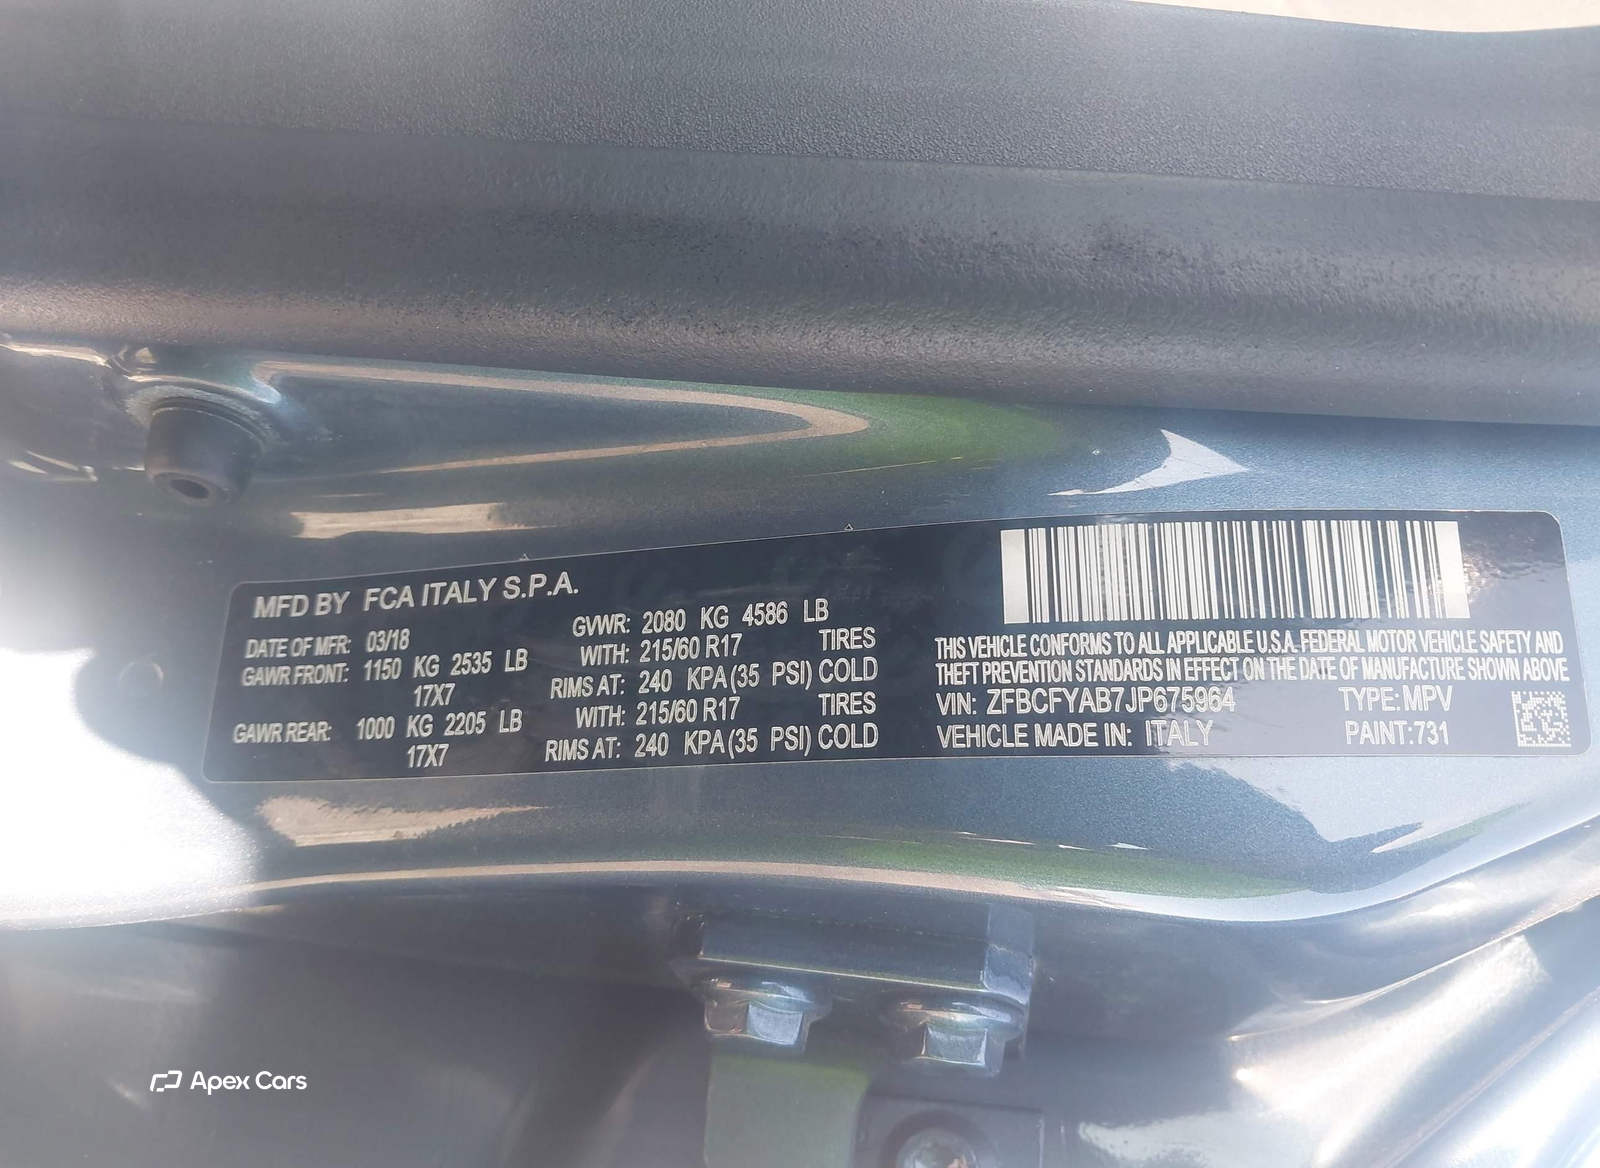 MFD BY FCA ITALY S.P.A.
DATE OF MFR: 03/18 GVWR: 2080 KG 4586 LB
GAWR FRONT: 1150 KG 2535 LB WITH: 215/60 R17 TIRES
17X7 RIMS AT: 240 KPA (35 PSI) COLD
GAWR REAR: 1000 KG 2205 LB WITH: 215/60 R17 TIRES
17X7 RIMS AT: 240 KPA (35 PSI) COLD
THIS VEHICLE CONFORMS TO ALL APPLICABLE U.S.A. FEDERAL MOTOR VEHICLE SAFETY AND
THEFT PREVENTION STANDARDS IN EFFECT ON THE DATE OF MANUFACTURE SHOWN ABOVE
VIN: ZFBCFYAB7JP675964 TYPE: MPV
VEHICLE MADE IN: ITALY PAINT: 731
Apex Cars